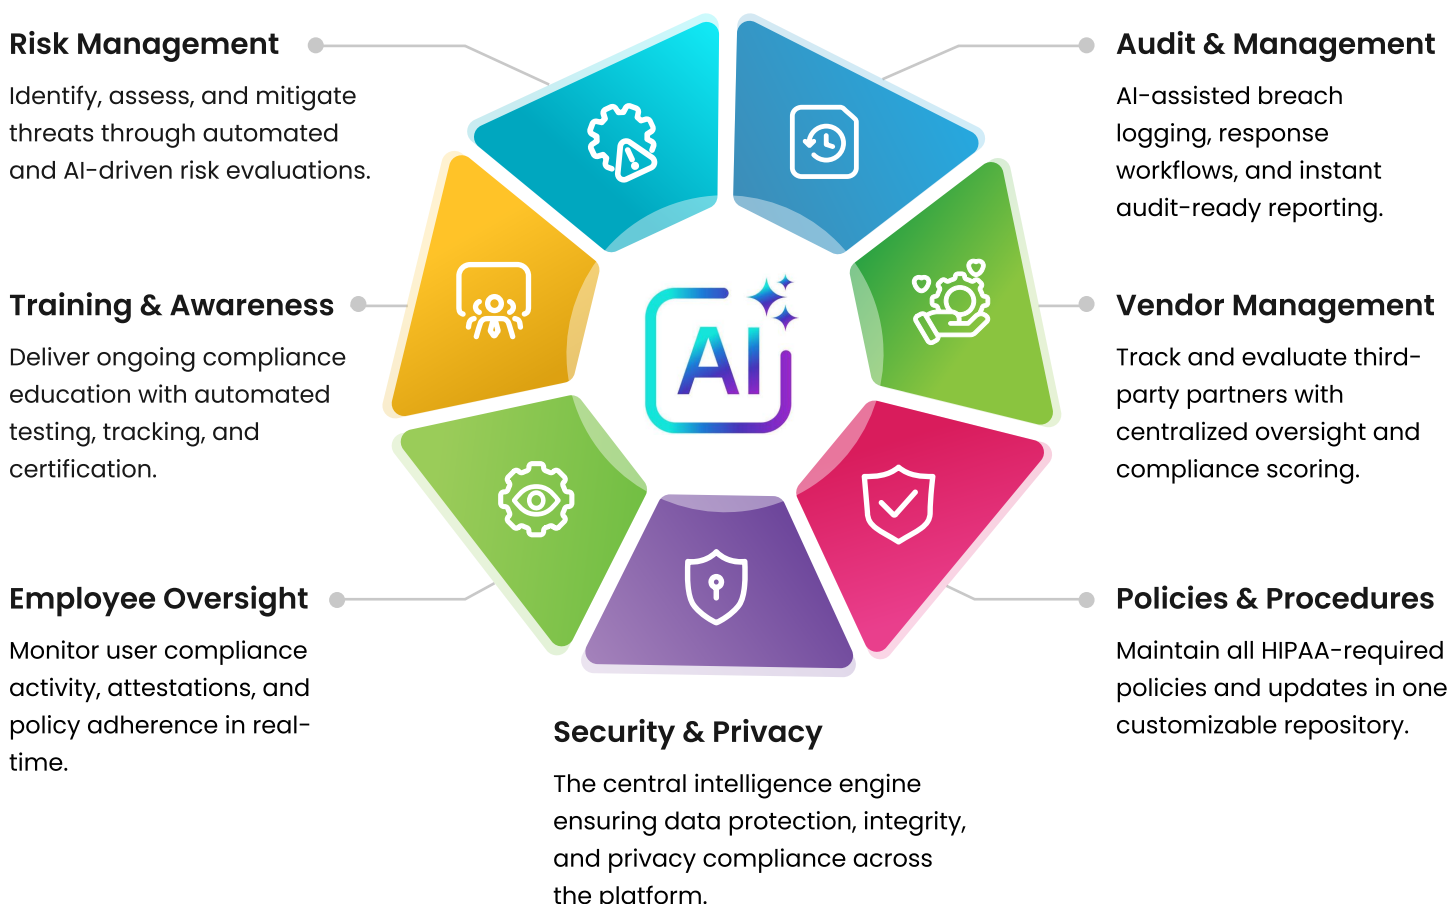 Risk Management
Identify, assess, and mitigate
threats through automated
and AI-driven risk evaluations.
Training & Awareness
Deliver ongoing compliance
education with automated
testing, tracking, and
certification.
Employee Oversight
Monitor user compliance
activity, attestations, and
policy adherence in real-
time.
AI
Security & Privacy
The central intelligence engine
ensuring data protection, integrity,
and privacy compliance across
the platform.
Audit & Management
AI-assisted breach
logging, response
workflows, and instant
audit-ready reporting.
Vendor Management
Track and evaluate third-
party partners with
centralized oversight and
compliance scoring.
Policies & Procedures
Maintain all HIPAA-required
policies and updates in one
customizable repository.